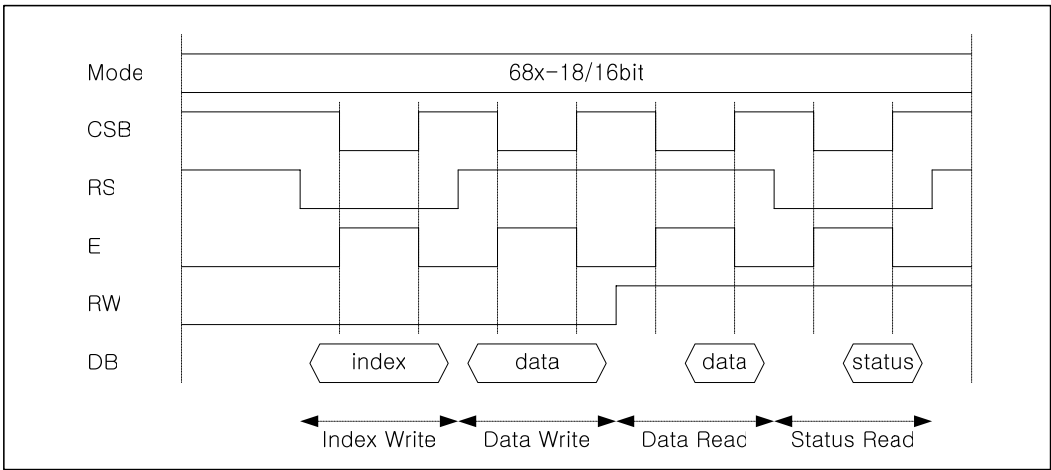 Mode 68x-18/16bit
CSB
RS
E
RW
DB index data data status
Index Write Data Write Data Read Status Read